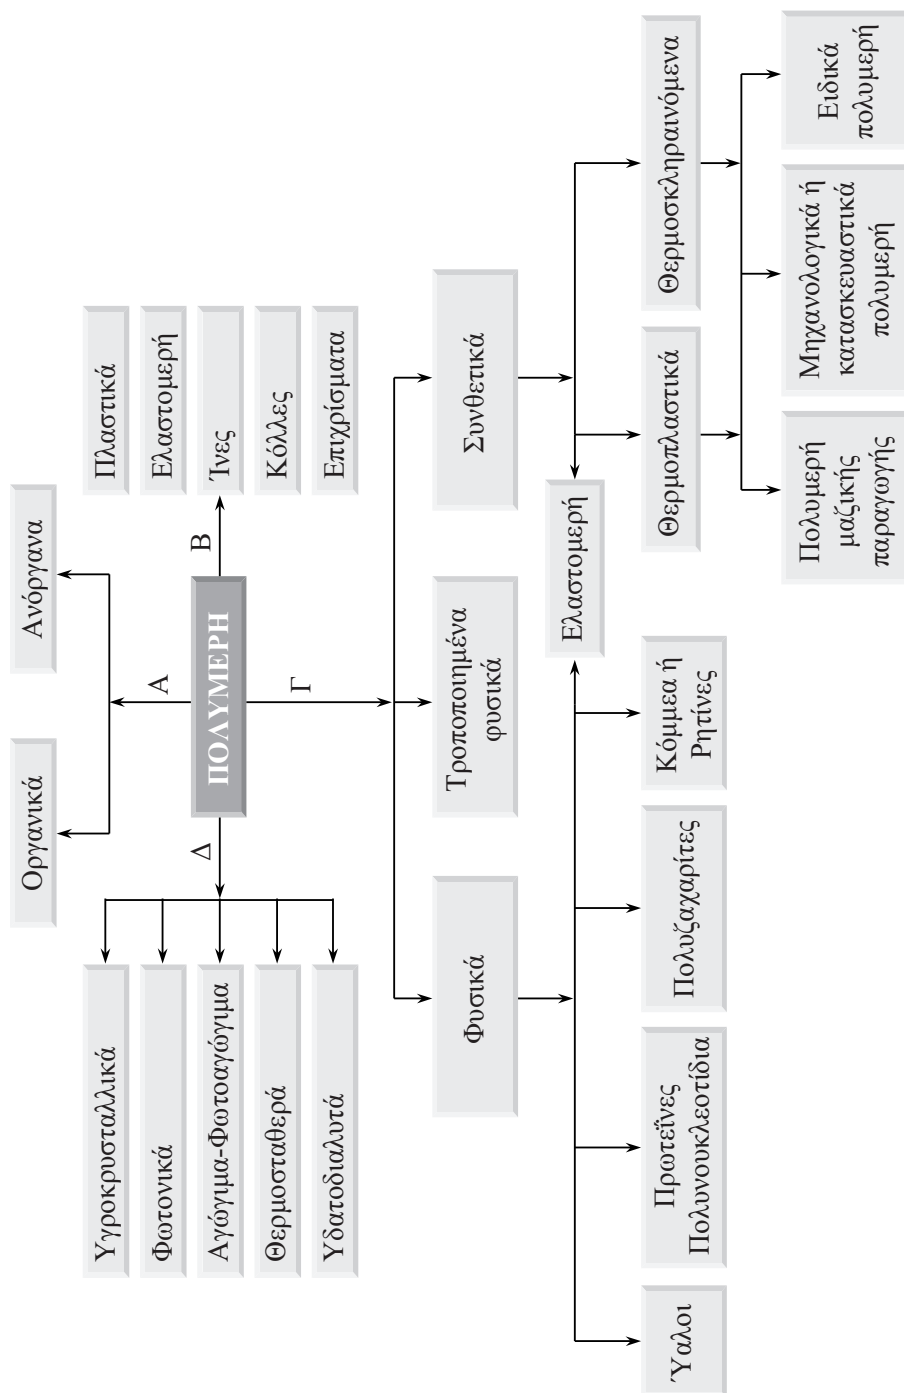 Οργανικά
Ανόργανα
Α
Υγροκρυσταλλικά
Φωτονικά
Αγώγιμα-Φωτοαγώγιμα
Θερμοσταθερά
Υδατοδιαλυτά
Δ
ΠΟΛΥΜΕΡΗ
Β
Πλαστικά
Ελαστομερή
Ίνες
Κόλλες
Επιχρίσματα
Γ
Φυσικά
Τροποποιημένα
φυσικά
Συνθετικά
Ελαστομερή
Ύαλοι
Πρωτεΐνες
Πολυνουκλεοτίδια
Πολυζαχαρίτες
Κόμμεα ή
Ρητίνες
Θερμοπλαστικά
Θερμοσκληραινόμενα
Πολυμερή
μαζικής
παραγωγής
Μηχανολογικά ή
κατασκευαστικά
πολυμερή
Ειδικά
πολυμερή